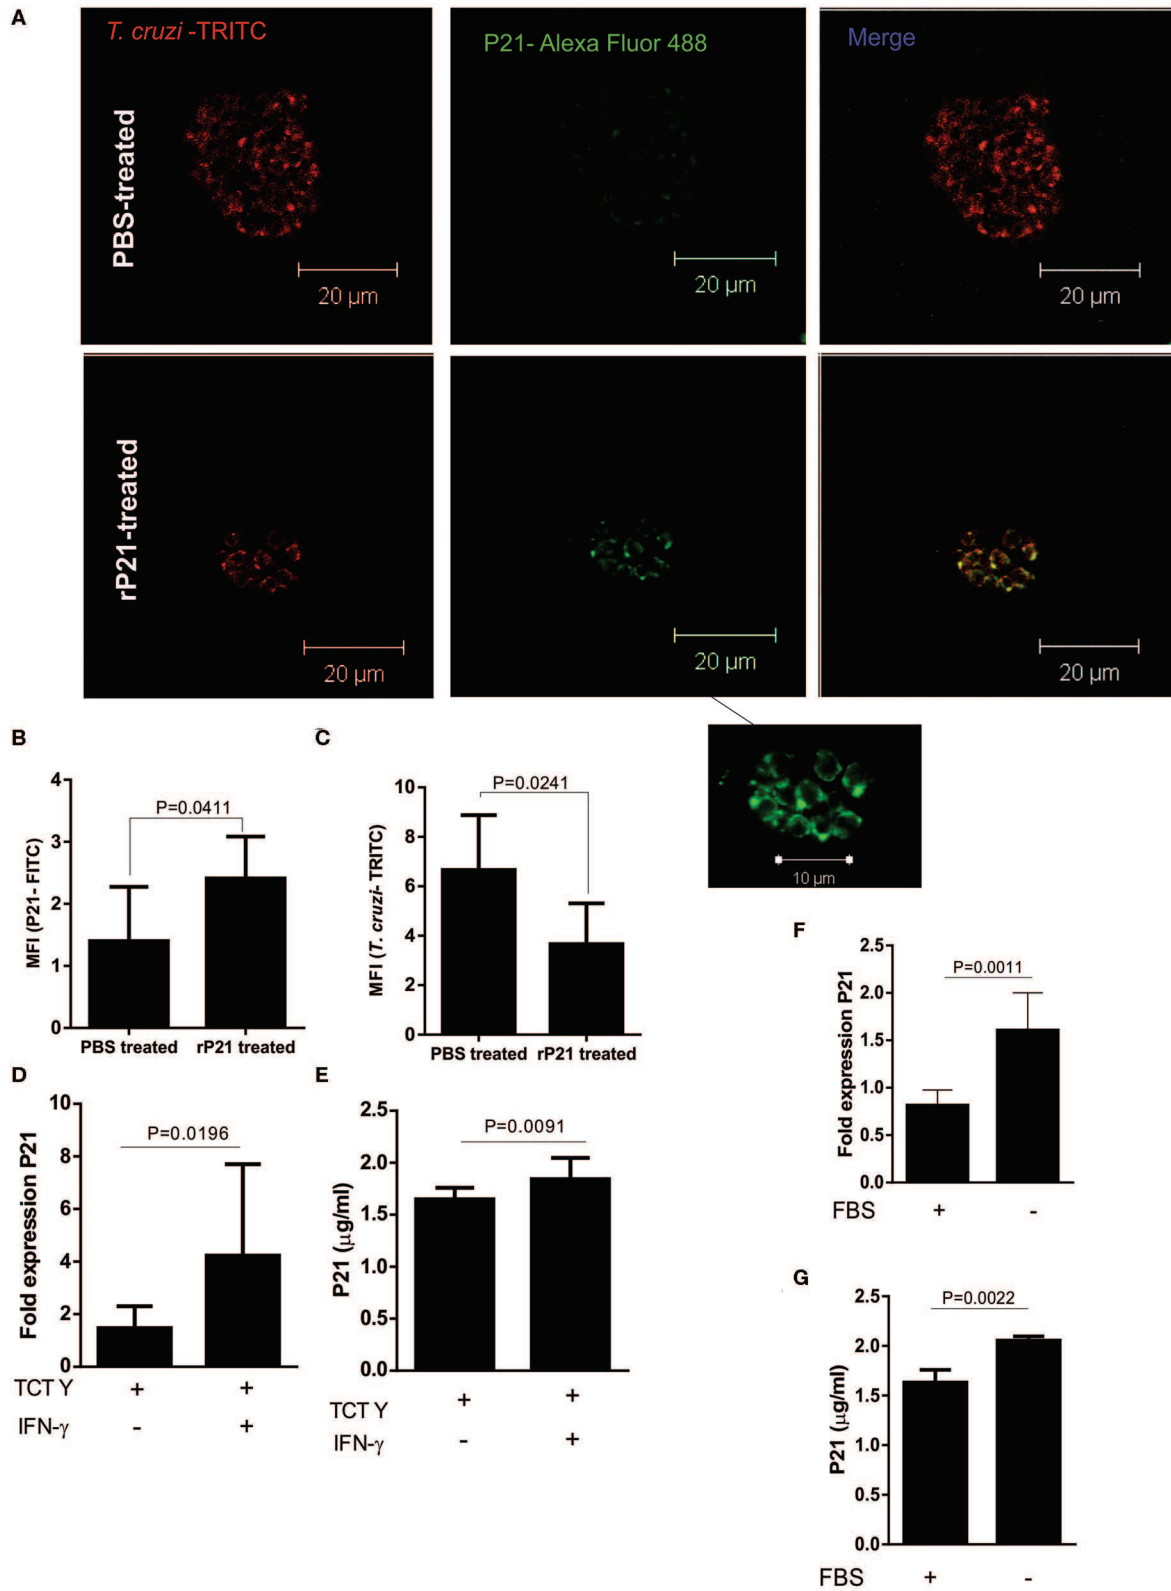 A
T. cruzi -TRITC
P21- Alexa Fluor 488
Merge
PBS-treated
20 μm
20 μm
20 μm
rP21-treated
20 μm
20 μm
20 μm
10 μm
B
MFI (P21- FITC)
4
3
2
1
0
P=0.0411
PBS treated
rP21 treated
C
MFI (T. cruzi- TRITC)
10
8
6
4
2
0
P=0.0241
PBS treated
rP21 treated
D
Fold expression P21
10
8
6
4
2
0
P=0.0196
TCT Y + +
IFN-γ - +
E
P21 (μg/ml)
2.5
2.0
1.5
1.0
0.5
0.0
P=0.0091
TCT Y + +
IFN-γ - +
F
Fold expression P21
2.5
2.0
1.5
1.0
0.5
0.0
P=0.0011
FBS + -
G
P21 (μg/ml)
2.5
2.0
1.5
1.0
0.5
0.0
P=0.0022
FBS + -